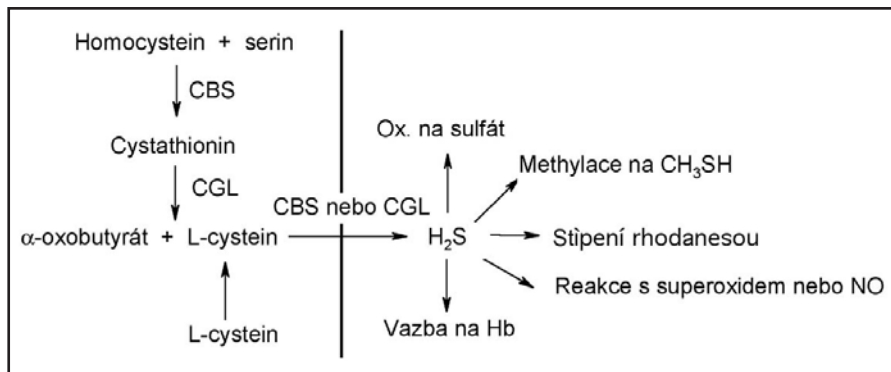 Homocystein + serin
CBS
Cystathionin
CGL
α-oxobutyrát + L-cystein
L-cystein
CBS nebo CGL
H₂S
Ox. na sulfát
Methylace na CH₃SH
Stìpení rhodanesou
Reakce s superoxidem nebo NO
Vazba na Hb